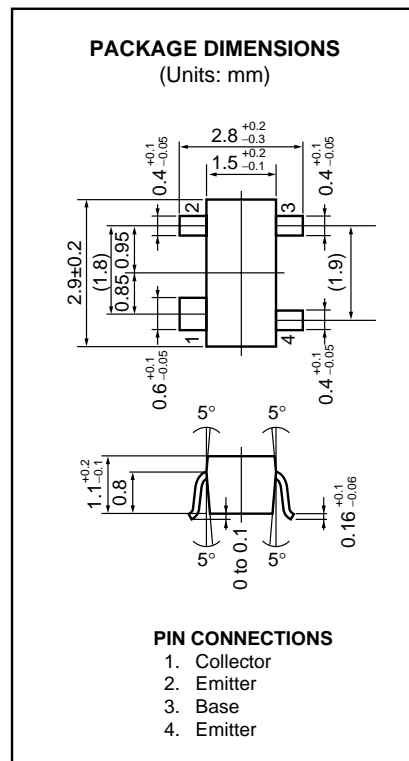 PACKAGE DIMENSIONS
(Units: mm)
2.8 +0.2 −0.3
1.5 +0.2 −0.1
0.4 +0.1 −0.05
0.4 +0.1 −0.05
2
3
2.9±0.2
(1.8)
0.95
0.85
(1.9)
1
4
0.6 +0.1 −0.05
0.4 +0.1 −0.05
5°
5°
1.1 +0.2 −0.1
0.8
0.16 +0.1 −0.06
5°
0 to 0.1
5°
PIN CONNECTIONS
1. Collector
2. Emitter
3. Base
4. Emitter